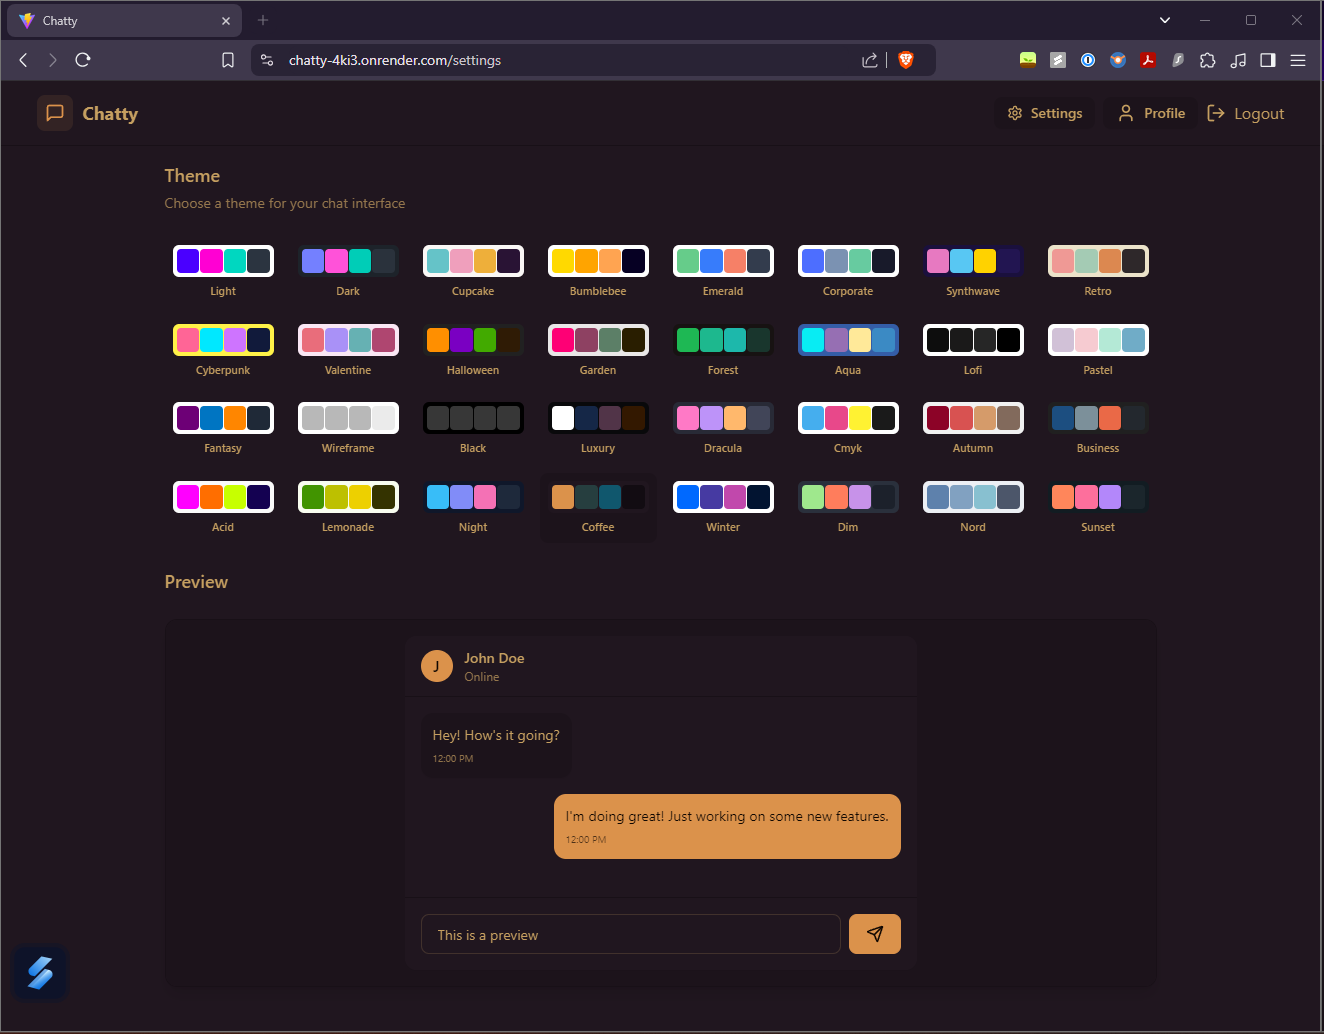 Chatty
chatty-4ki3.onrender.com/settings
Chatty
Settings
Profile
Logout
Theme
Choose a theme for your chat interface
Light
Dark
Cupcake
Bumblebee
Emerald
Corporate
Synthwave
Retro
Cyberpunk
Valentine
Halloween
Garden
Forest
Aqua
Lofi
Pastel
Fantasy
Wireframe
Black
Luxury
Dracula
Cmyk
Autumn
Business
Acid
Lemonade
Night
Coffee
Winter
Dim
Nord
Sunset
Preview
J
John Doe
Online
Hey! How's it going?
12:00 PM
I'm doing great! Just working on some new features.
12:00 PM
This is a preview